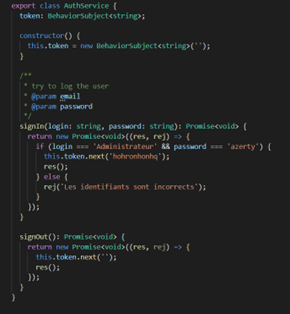 export class AuthService {
token: BehaviorSubject<string>;
constructor() {
this.token = new BehaviorSubject<string>('');
}
/**
* try to log the user
* @param email
* @param password
*/
signIn(login: string, password: string): Promise<void> {
return new Promise<void>((res, rej) => {
if (login === 'Administrateur' && password === 'azerty') {
this.token.next('hohronhonhq');
res();
} else {
rej('Les identifiants sont incorrects');
}
});
}
signOut(): Promise<void> {
return new Promise<void>((res, rej) => {
this.token.next('');
res();
});
}
}